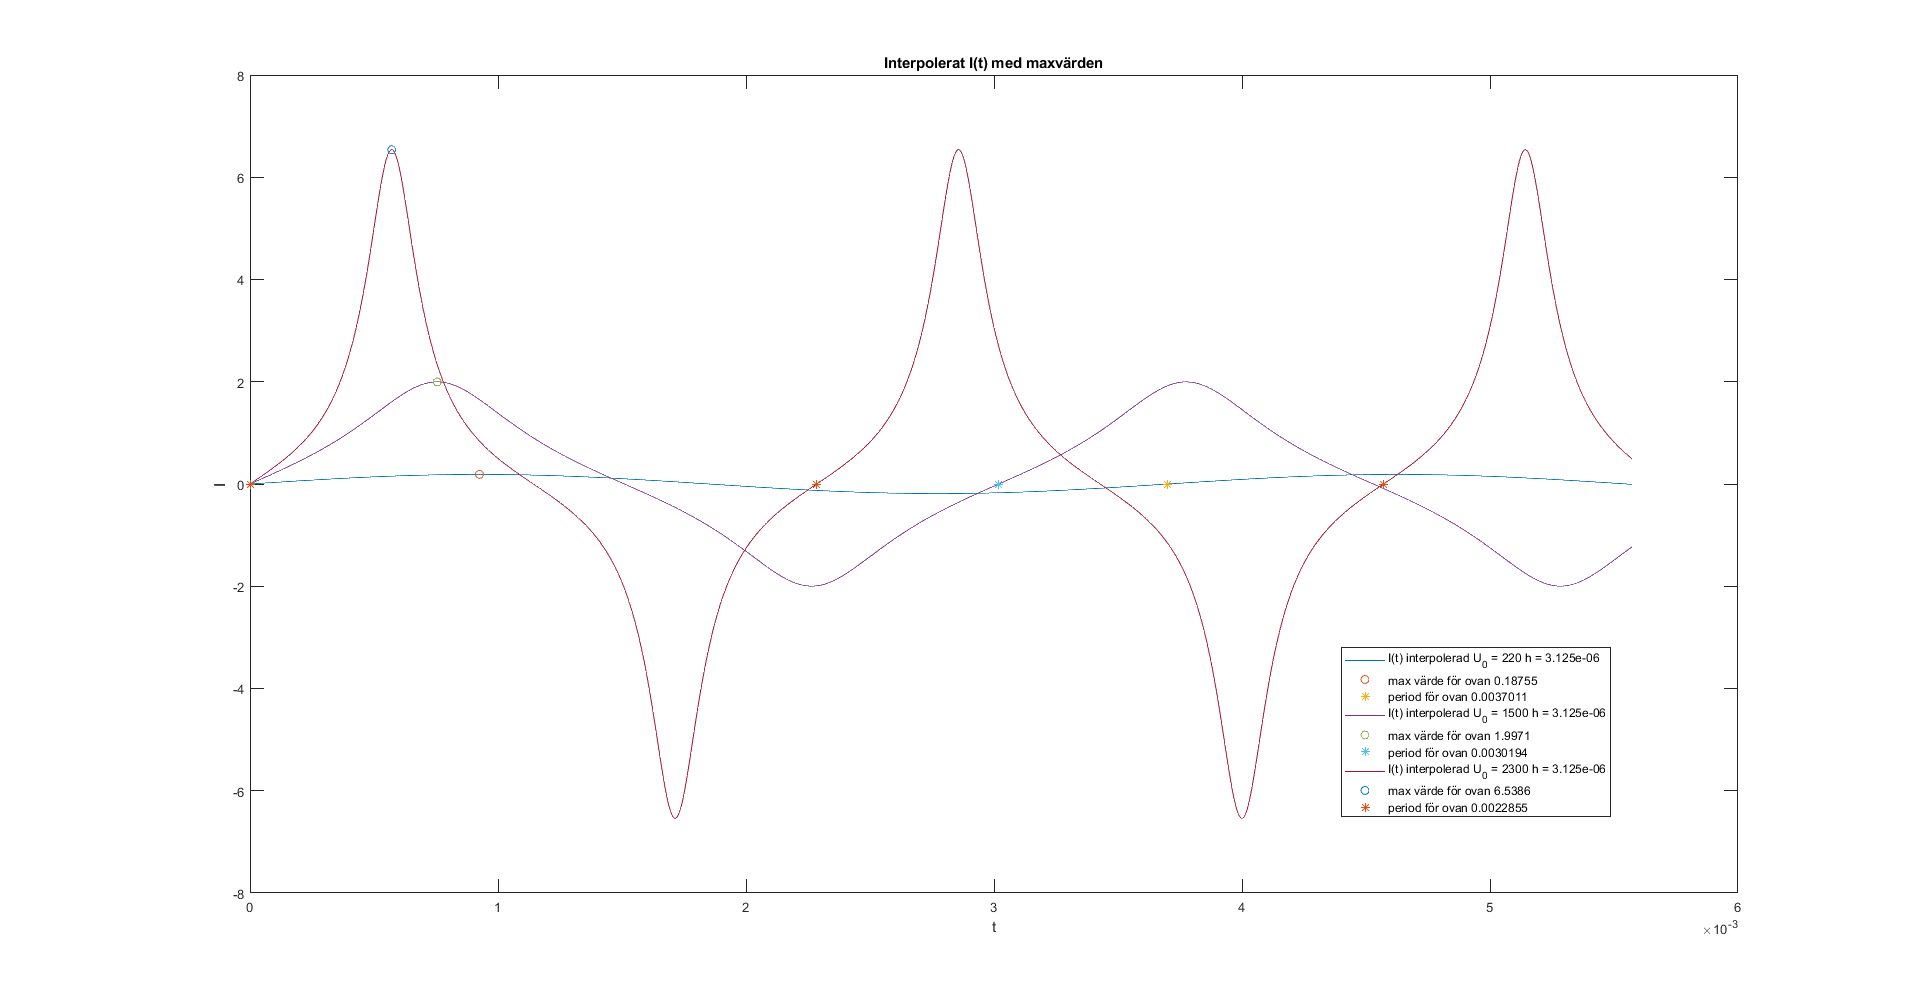 Interpolerat I(t) med maxvärden
8
6
4
2
0
-2
-4
-6
-8
I
0 1 2 3 4 5 6
t
×10-3
I(t) interpolerad U0 = 220 h = 3.125e-06
max värde för ovan 0.18755
period för ovan 0.0037011
I(t) interpolerad U0 = 1500 h = 3.125e-06
max värde för ovan 1.9971
period för ovan 0.0030194
I(t) interpolerad U0 = 2300 h = 3.125e-06
max värde för ovan 6.5386
period för ovan 0.0022855